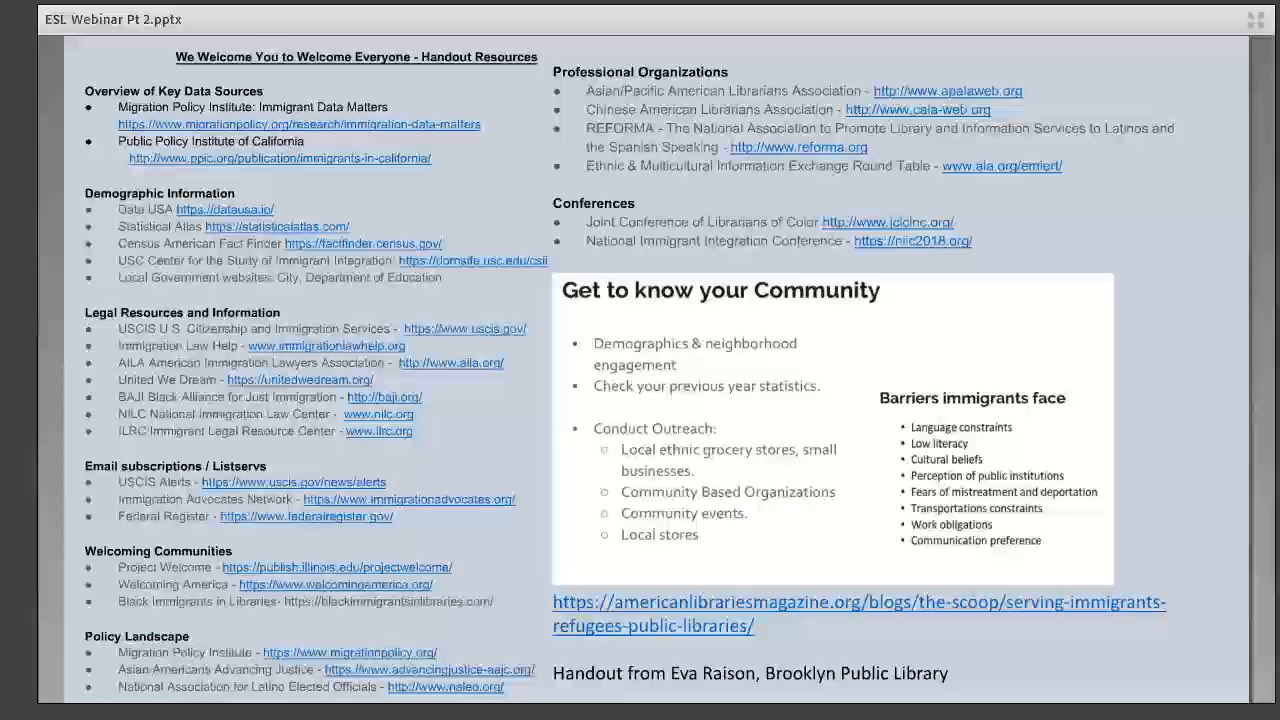 ESL Webinar Pt 2.pptx
We Welcome You to Welcome Everyone - Handout Resources
Overview of Key Data Sources
Migration Policy Institute: Immigrant Data Matters
https://www.migrationpolicy.org/research/immigration-data-matters
Public Policy Institute of California
http://www.ppic.org/publication/immigrants-in-california/
Demographic Information
Data USA https://datausa.io/
Statistical Atlas https://statisticalatlas.com/
Census American Fact Finder https://factfinder.census.gov/
USC Center for the Study of Immigrant Integration: https://dornsife.usc.edu/csii
Local Government websites: City, Department of Education
Legal Resources and Information
USCIS U.S. Citizenship and Immigration Services - https://www.uscis.gov/
Immigration Law Help - www.immigrationlawhelp.org
AILA American Immigration Lawyers Association - http://www.aila.org/
United We Dream - https://unitedwedream.org/
BAJI Black Alliance for Just Immigration - http://baji.org/
NILC National Immigration Law Center - www.nilc.org
ILRC Immigrant Legal Resource Center - www.ilrc.org
Email subscriptions / Listservs
USCIS Alerts - https://www.uscis.gov/news/alerts
Immigration Advocates Network - https://www.immigrationadvocates.org/
Federal Register - https://www.federalregister.gov/
Welcoming Communities
Project Welcome - https://publish.illinois.edu/projectwelcome/
Welcoming America - https://www.welcomingamerica.org/
Black Immigrants in Libraries- https://blackimmigrantsinlibraries.com/
Policy Landscape
Migration Policy Institute - https://www.migrationpolicy.org/
Asian Americans Advancing Justice - https://www.advancingjustice-aajc.org/
National Association for Latino Elected Officials - http://www.naleo.org/
Professional Organizations
Asian/Pacific American Librarians Association - http://www.apalaweb.org
Chinese American Librarians Association - http://www.cala-web.org
REFORMA - The National Association to Promote Library and Information Services to Latinos and
the Spanish Speaking - http://www.reforma.org
Ethnic & Multicultural Information Exchange Round Table - www.ala.org/emiert/
Conferences
Joint Conference of Librarians of Color http://www.jclcinc.org/
National Immigrant Integration Conference - https://niic2018.org/
Get to know your Community
Demographics & neighborhood
engagement
Check your previous year statistics.
Conduct Outreach:
Local ethnic grocery stores, small
businesses.
Community Based Organizations
Community events.
Local stores
Barriers immigrants face
Language constraints
Low literacy
Cultural beliefs
Perception of public institutions
Fears of mistreatment and deportation
Transportations constraints
Work obligations
Communication preference
https://americanlibrariesmagazine.org/blogs/the-scoop/serving-immigrants-
refugees-public-libraries/
Handout from Eva Raison, Brooklyn Public Library